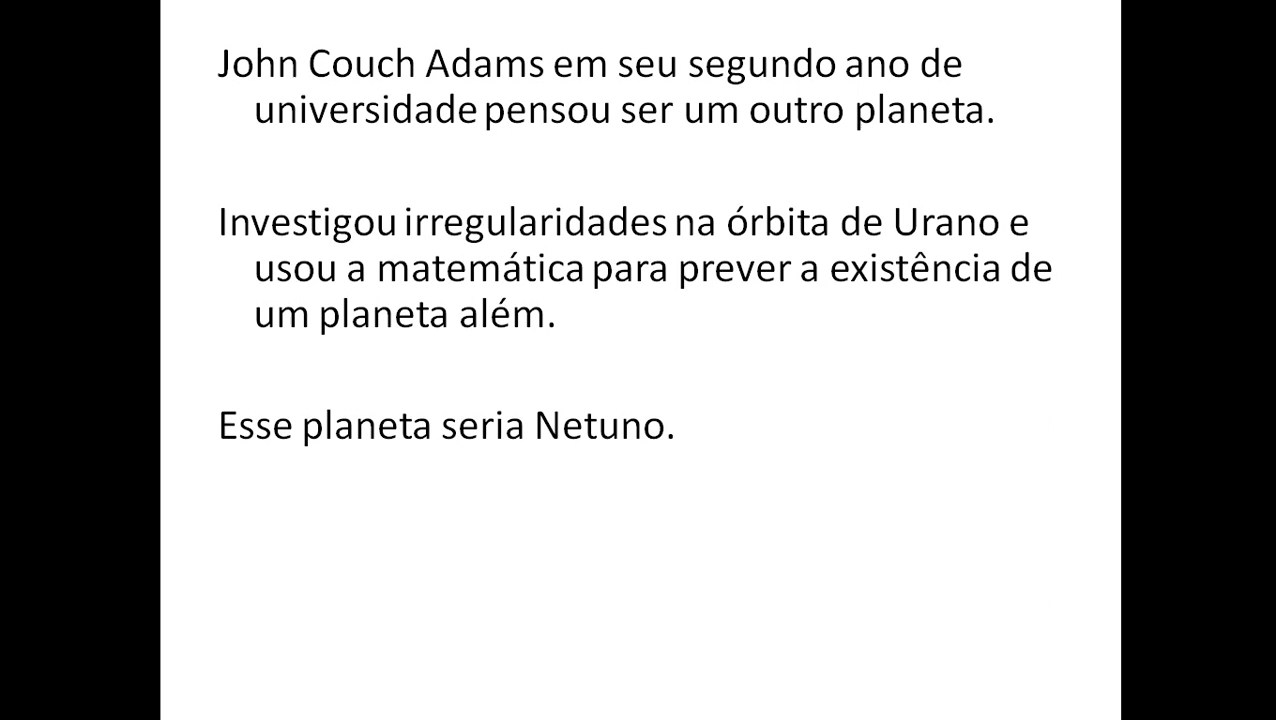 John Couch Adams em seu segundo ano de
universidade pensou ser um outro planeta.
Investigou irregularidades na órbita de Urano e
usou a matemática para prever a existência de
um planeta além.
Esse planeta seria Netuno.